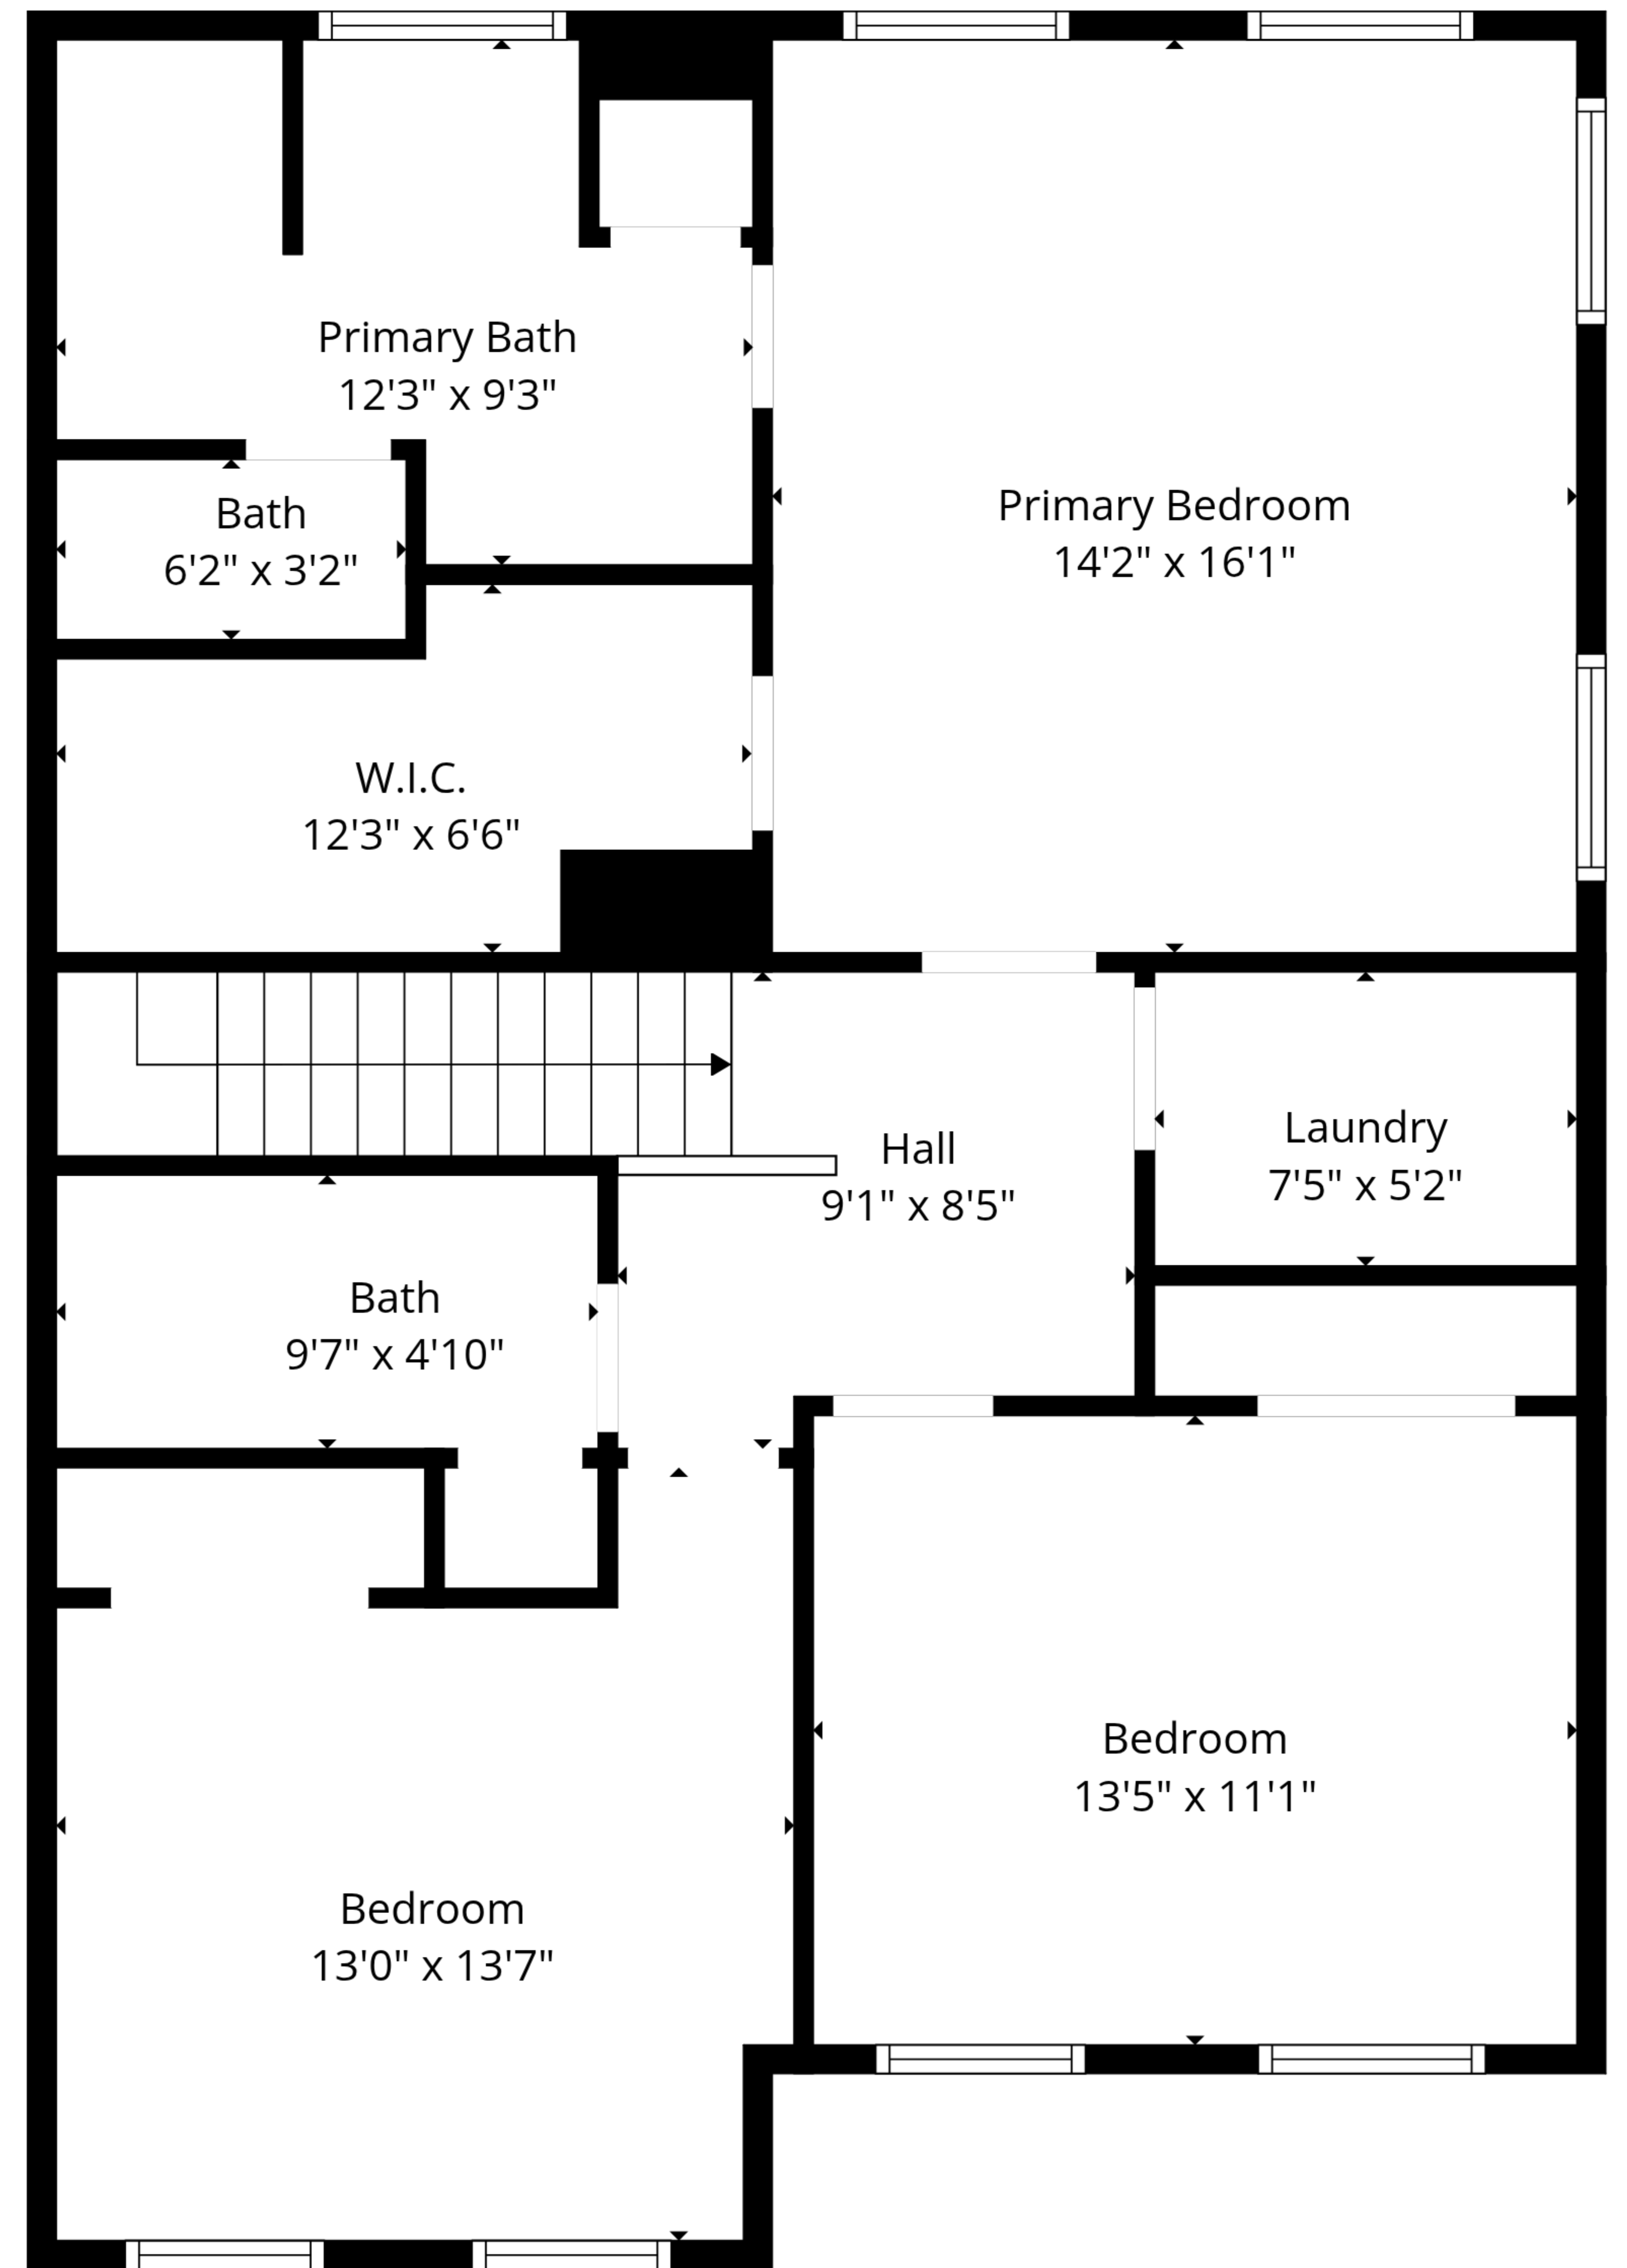 Primary Bath
12'3" x 9'3"
Primary Bedroom
14'2" x 16'1"
Bath
6'2" x 3'2"
W.I.C.
12'3" x 6'6"
Hall
9'1" x 8'5"
Laundry
7'5" x 5'2"
Bath
9'7" x 4'10"
Bedroom
13'5" x 11'1"
Bedroom
13'0" x 13'7"